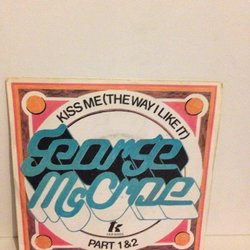 KISS ME (THE WAY I LIKE IT)
George
McCrae
PART 1 & 2